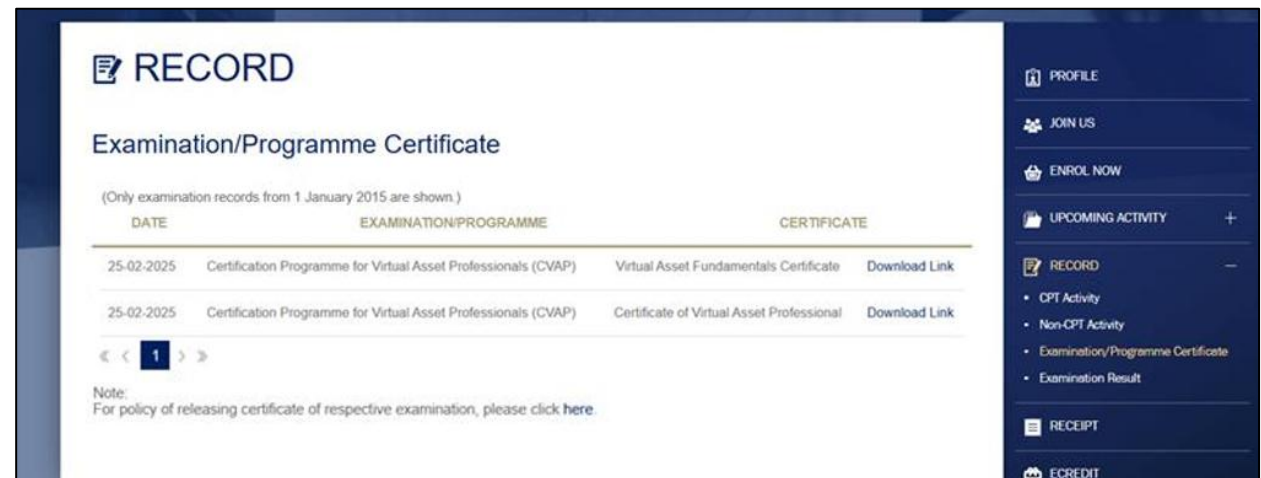 RECORD
Examination/Programme Certificate
(Only examination records from 1 January 2015 are shown.)
DATE EXAMINATION/PROGRAMME CERTIFICATE
25-02-2025 Certification Programme for Virtual Asset Professionals (CVAP) Virtual Asset Fundamentals Certificate Download Link
25-02-2025 Certification Programme for Virtual Asset Professionals (CVAP) Certificate of Virtual Asset Professional Download Link
« < 1 > »
Note:
For policy of releasing certificate of respective examination, please click here.
PROFILE
JOIN US
ENROL NOW
UPCOMING ACTIVITY +
RECORD −
• CPT Activity
• Non-CPT Activity
• Examination/Programme Certificate
• Examination Result
RECEIPT
ECREDIT